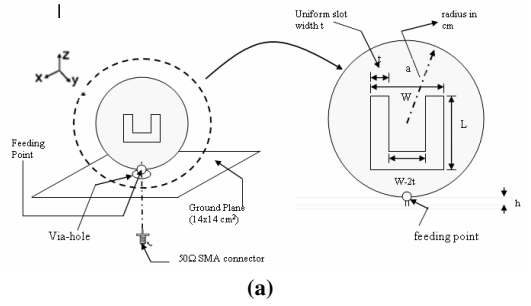 z
x
y
Feeding
Point
Via-hole
Ground Plane
(14x14 cm²)
50Ω SMA connector
Uniform slot
width t
radius in
cm
t
a
W
L
W-2t
h
feeding point
(a)